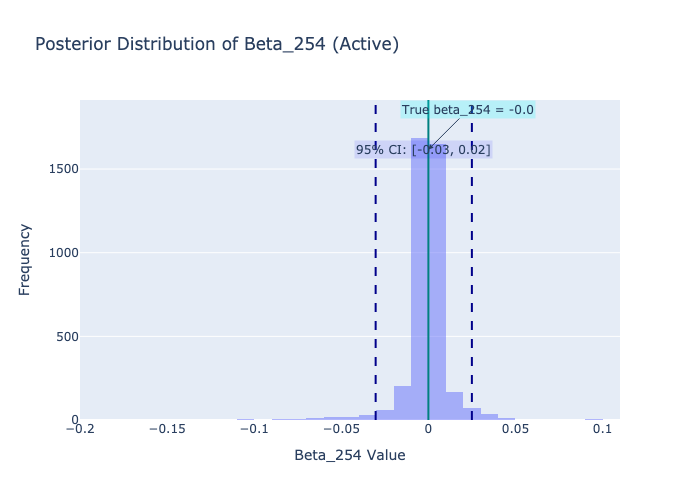 Posterior Distribution of Beta_254 (Active)
True beta_254 = -0.0
95% CI: [-0.03, 0.02]
1500
1000
500
0
Frequency
−0.2
−0.15
−0.1
−0.05
0
0.05
0.1
Beta_254 Value